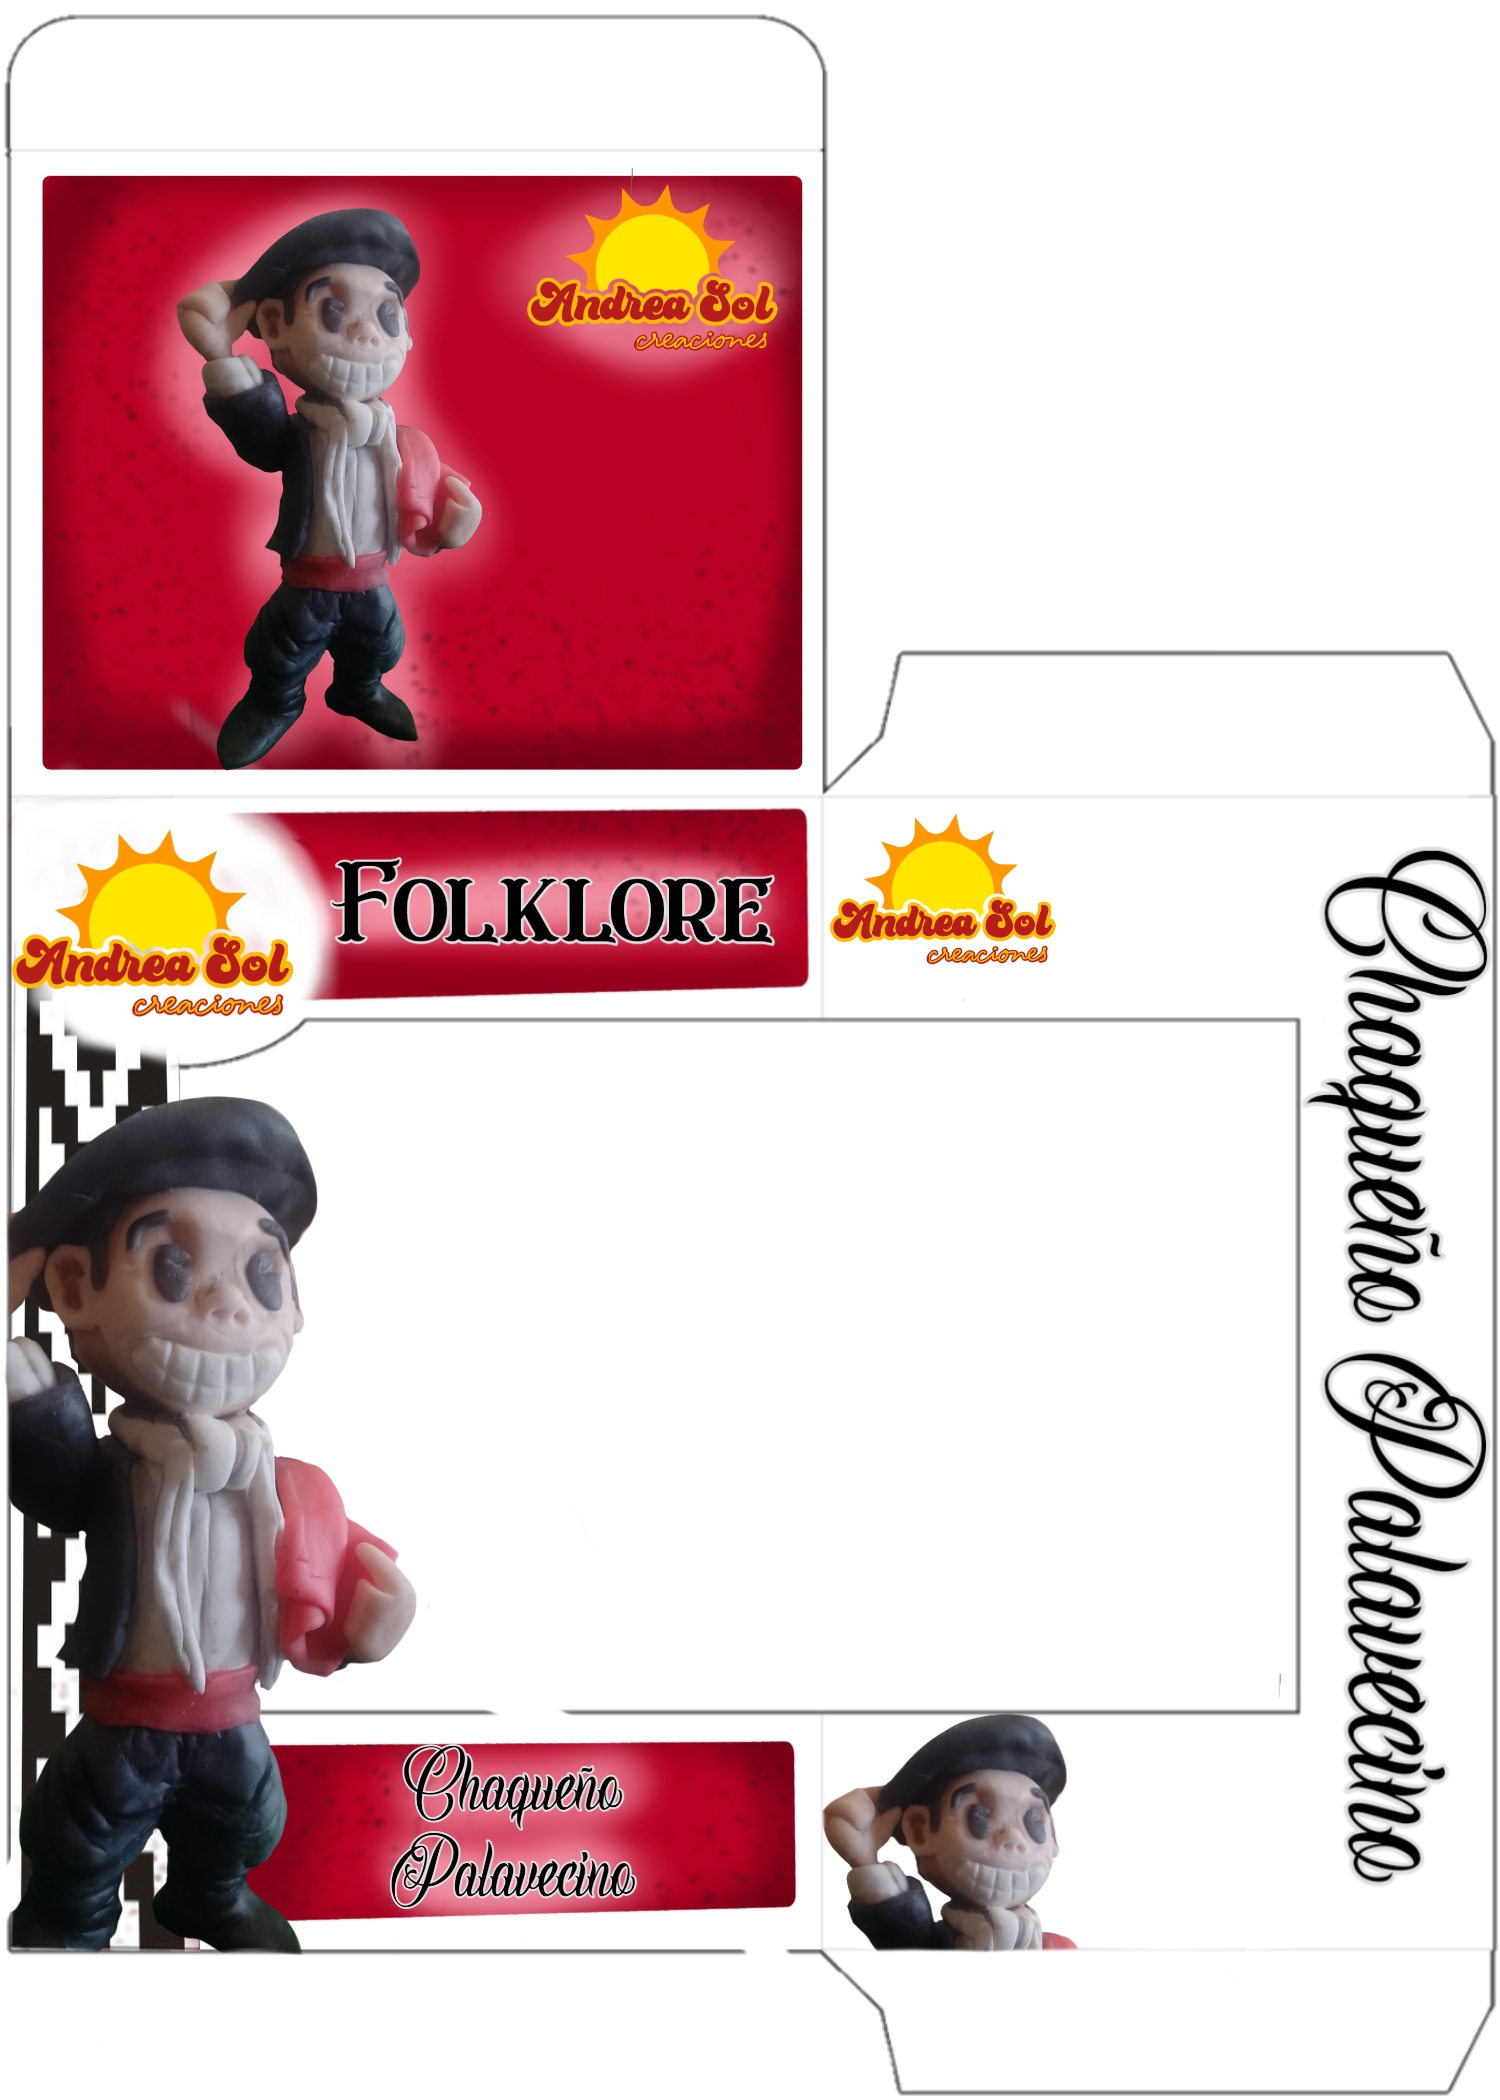 Andrea Sol
creaciones
Andrea Sol
creaciones
FOLKLORE
Andrea Sol
creaciones
Chaqueño Palavecino
Chaqueño
Palavecino